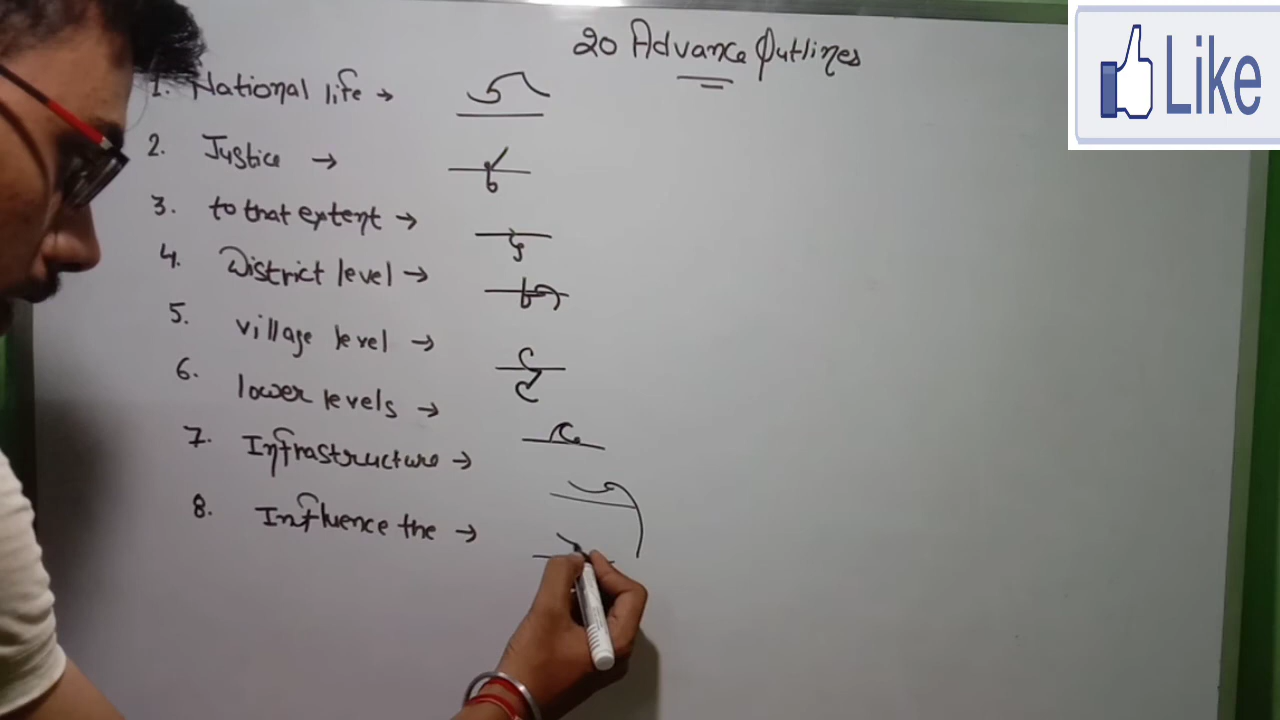 20 Advance Outlines
Like
1. National life →
2. Justice →
3. to that extent →
4. District level →
5. village level →
6. lower levels →
7. Infrastructure →
8. Influence the →